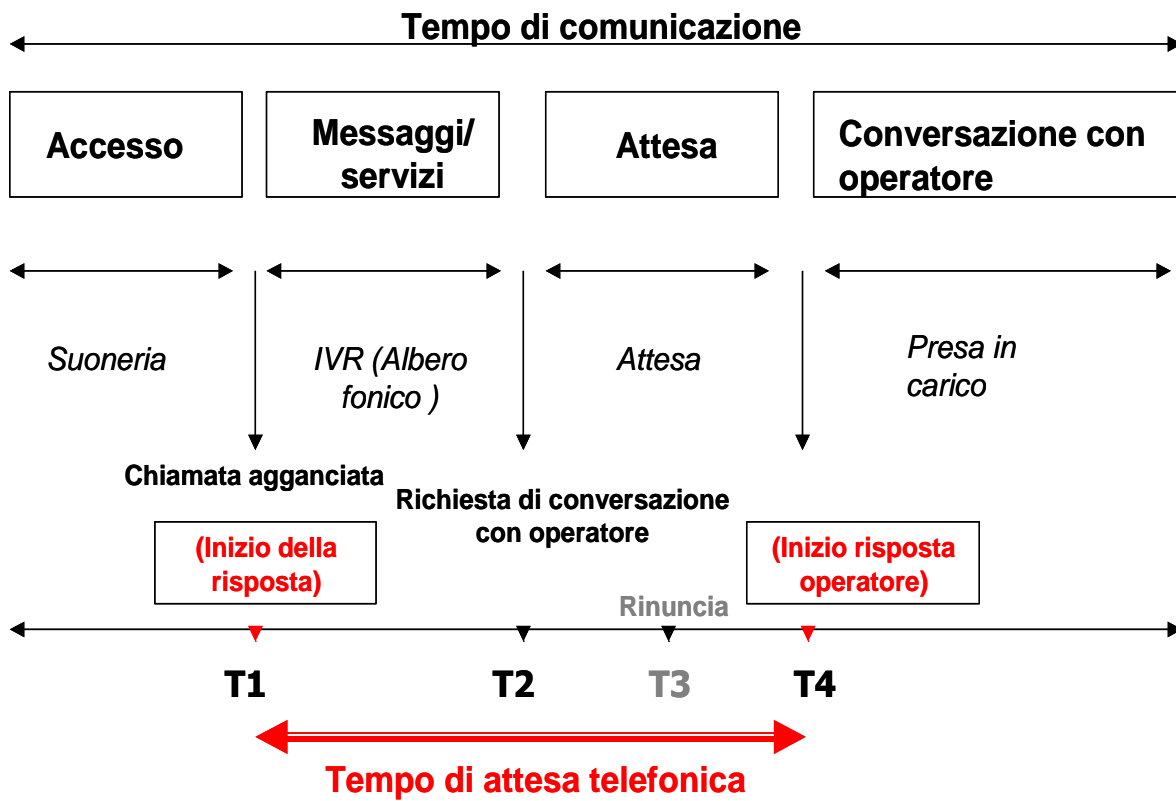 Tempo di comunicazione
Accesso
Messaggi/
servizi
Attesa
Conversazione con
operatore
Suoneria
IVR (Albero
fonico )
Attesa
Presa in
carico
Chiamata agganciata
Richiesta di conversazione
con operatore
(Inizio della
risposta)
(Inizio risposta
operatore)
Rinuncia
T1
T2
T3
T4
Tempo di attesa telefonica